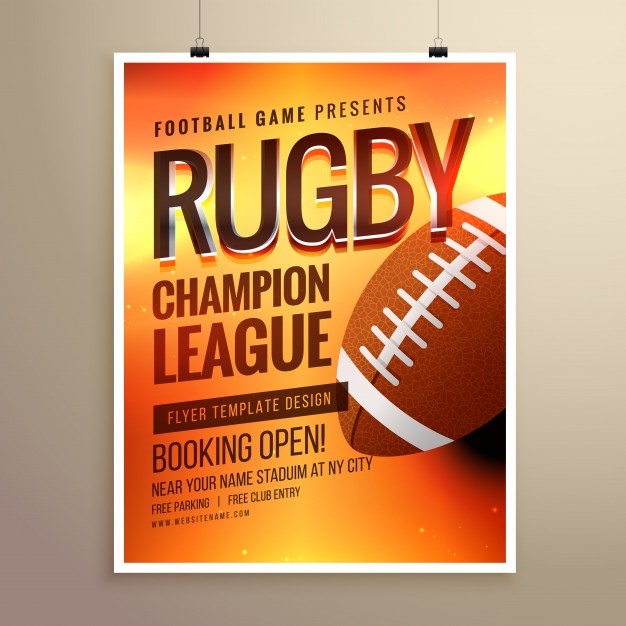 FOOTBALL GAME PRESENTS
RUGBY
CHAMPION
LEAGUE
FLYER TEMPLATE DESIGN
BOOKING OPEN!
NEAR YOUR NAME STADUIM AT NY CITY
FREE PARKING | FREE CLUB ENTRY
WWW.WEBSITENAME.COM